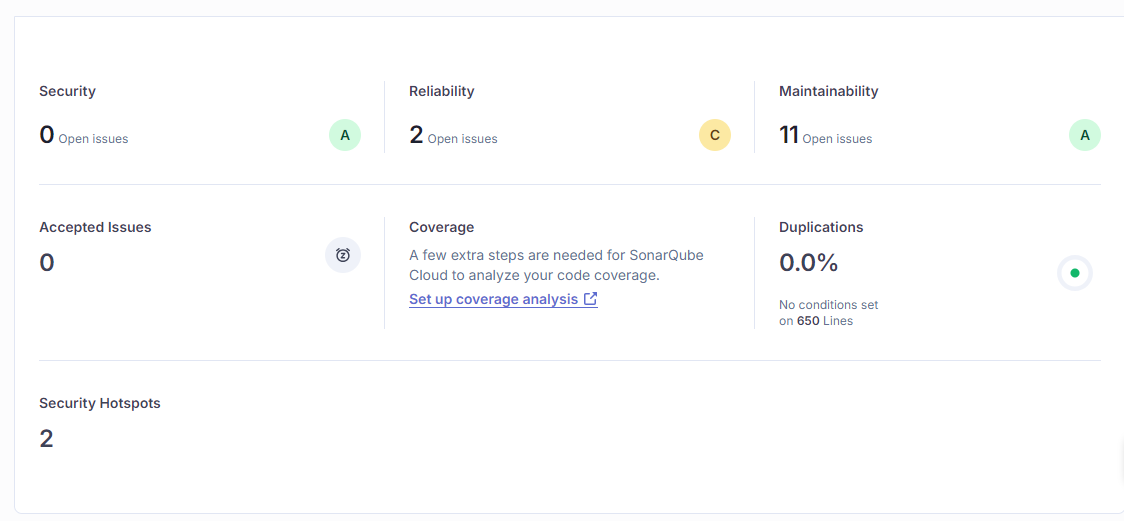 Security
0 Open issues
A
Reliability
2 Open issues
C
Maintainability
11 Open issues
A
Accepted Issues
0
Coverage
A few extra steps are needed for SonarQube
Cloud to analyze your code coverage.
Set up coverage analysis
Duplications
0.0%
No conditions set
on 650 Lines
Security Hotspots
2